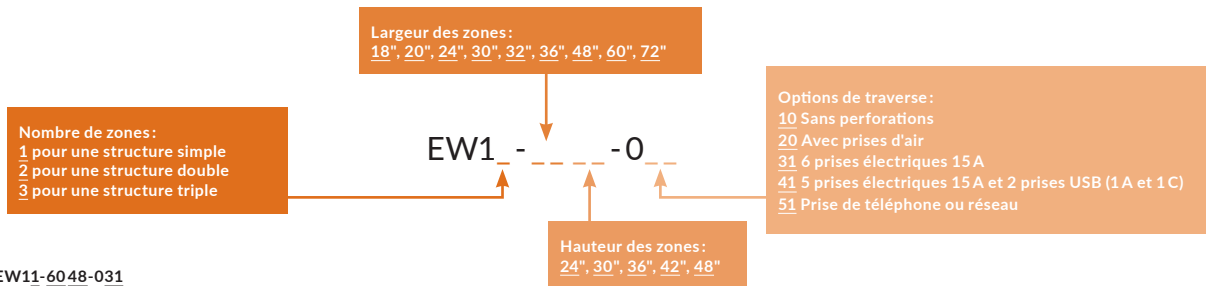 Largeur des zones :
18", 20", 24", 30", 32", 36", 48", 60", 72"
Nombre de zones :
1 pour une structure simple
2 pour une structure double
3 pour une structure triple
EW1_ - _ _ _ _ - 0 _ _
Options de traverse :
10 Sans perforations
20 Avec prises d'air
31 6 prises électriques 15 A
41 5 prises électriques 15 A et 2 prises USB (1 A et 1 C)
51 Prise de téléphone ou réseau
Hauteur des zones :
24", 30", 36", 42", 48"
EW11-6048-031